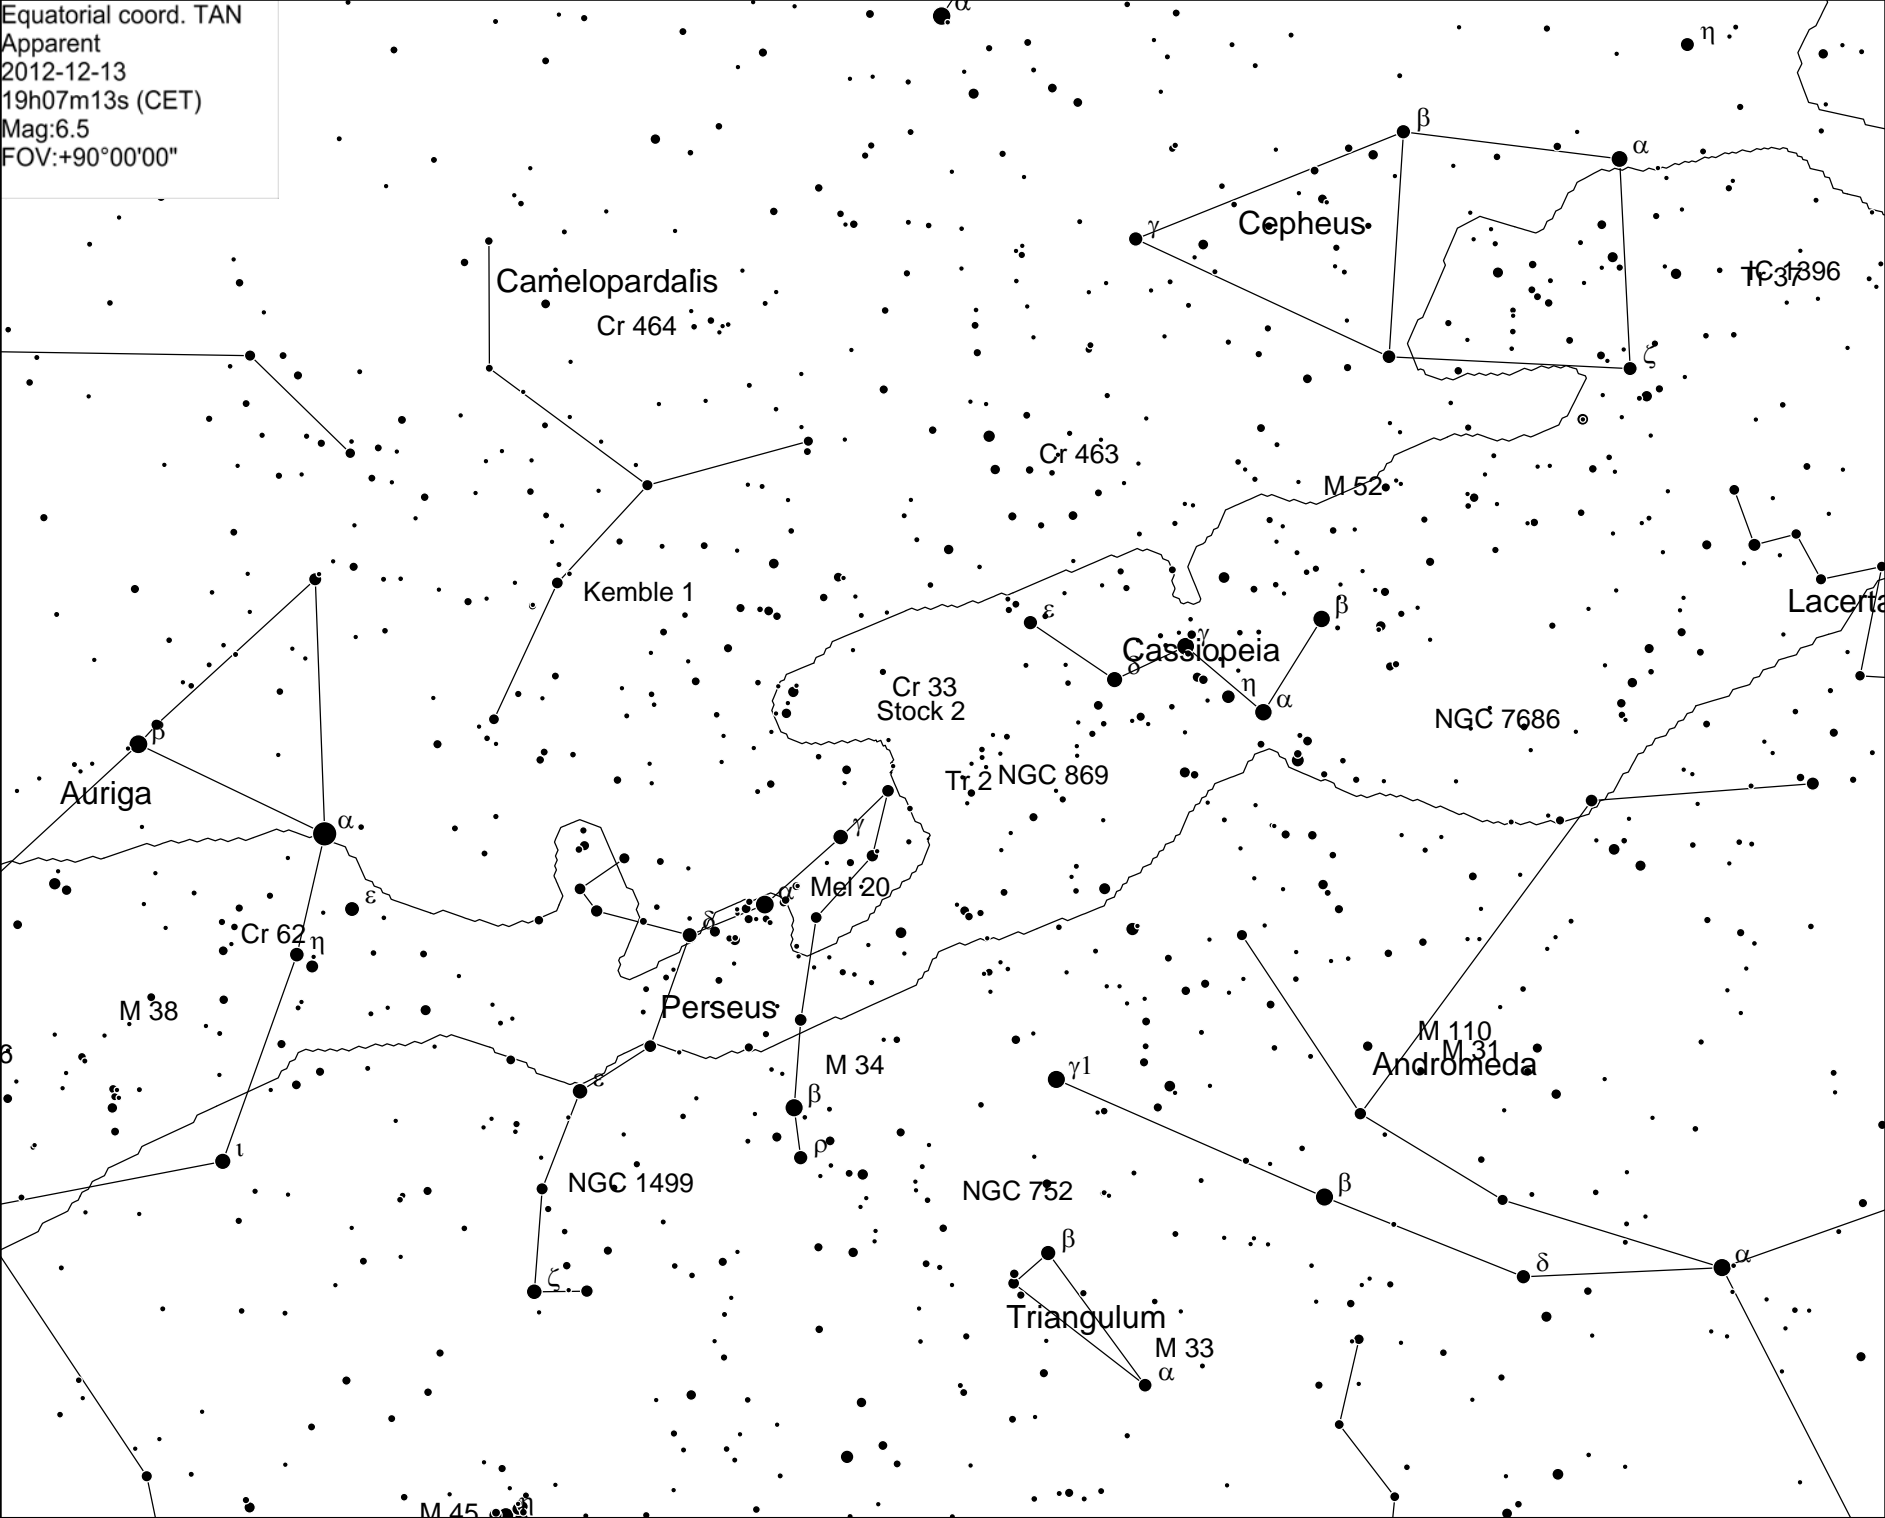 Equatorial coord. TAN
Apparent
2012-12-13
19h07m13s (CET)
Mag:6.5
FOV:+90°00'00"
α
η
β
α
γ
Cepheus
IC 1396
Tr 37
Camelopardalis
Cr 464
ζ
Cr 463
M 52
Kemble 1
Lacerta
ε
β
γ
Cassiopeia
δ
η
α
Cr 33
Stock 2
NGC 7686
β
Auriga
Tr 2
NGC 869
α
γ
ε
α
Mel 20
δ
Cr 62
η
M 38
Perseus
6
M 34
γ1
M 110
M 31
Andromeda
ε
β
ρ
ι
NGC 1499
NGC 752
β
β
δ
α
ζ
Triangulum
M 33
α
M 45
η